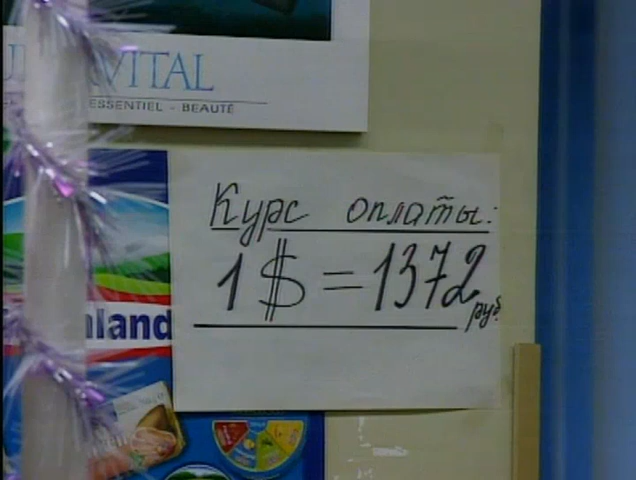 VITAL
ESSENTIEL - BEAUTÉ
Курс оплаты:
1 $ = 1372 руб.
land